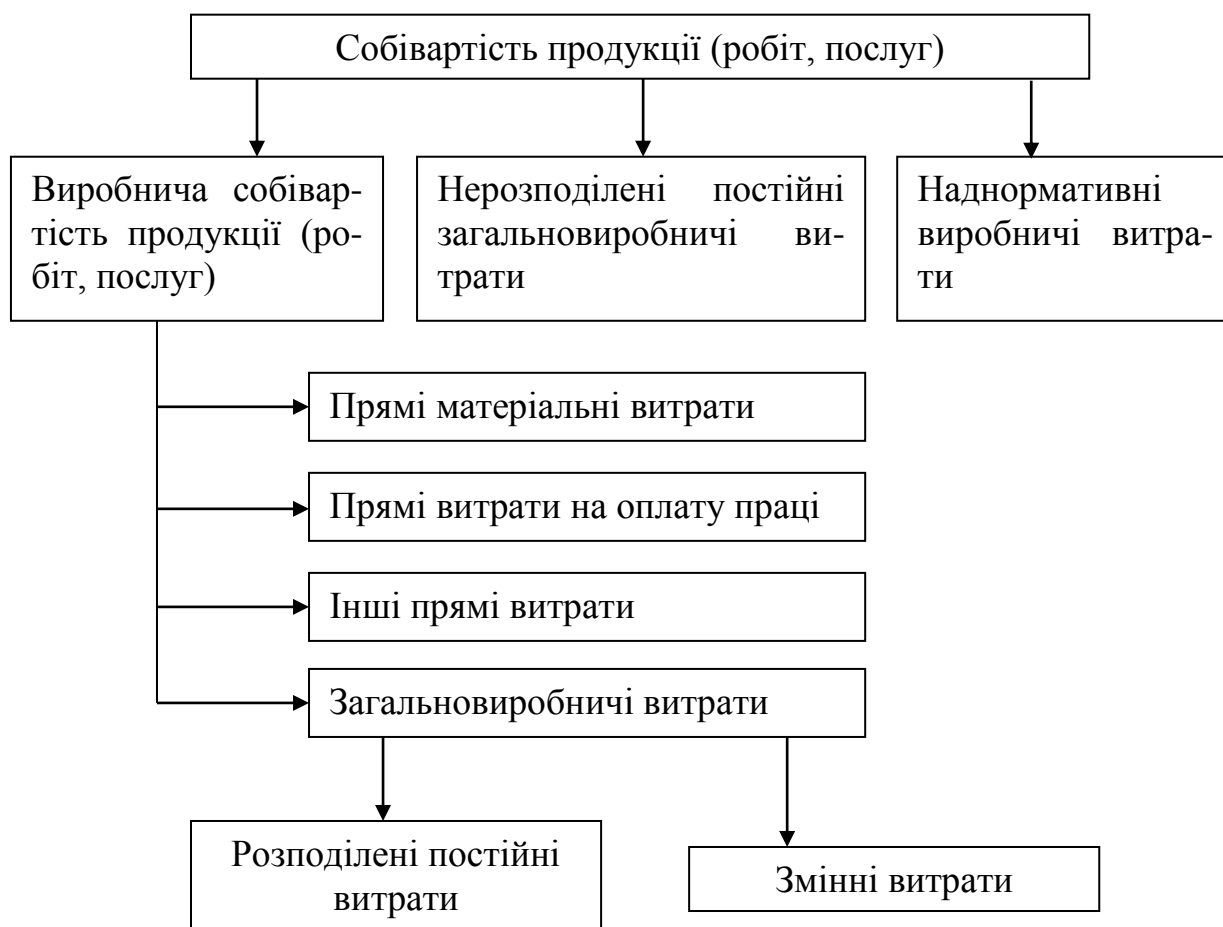 Собівартість продукції (робіт, послуг)
Виробнича собівар-
тість продукції (ро-
біт, послуг)
Нерозподілені постійні
загальновиробничі ви-
трати
Наднормативні
виробничі витра-
ти
Прямі матеріальні витрати
Прямі витрати на оплату праці
Інші прямі витрати
Загальновиробничі витрати
Розподілені постійні
витрати
Змінні витрати